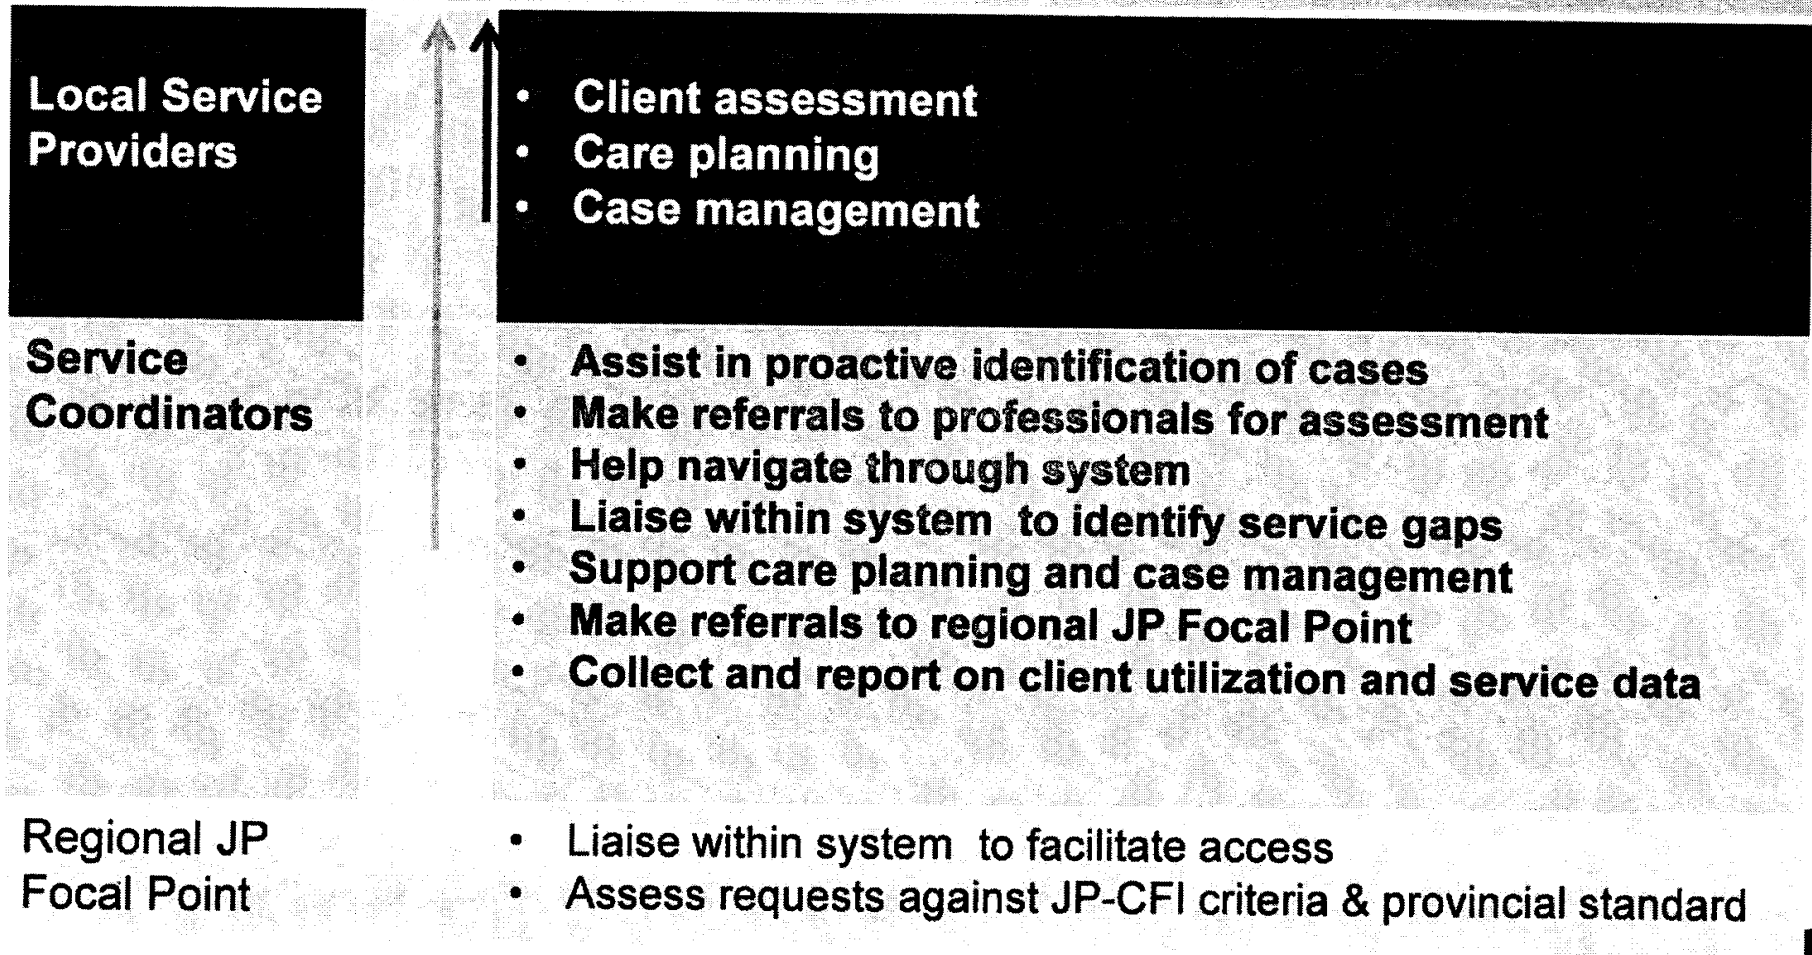 Local Service
Providers
• Client assessment
• Care planning
• Case management
Service
Coordinators
• Assist in proactive identification of cases
• Make referrals to professionals for assessment
• Help navigate through system
• Liaise within system  to identify service gaps
• Support care planning and case management
• Make referrals to regional JP Focal Point
• Collect and report on client utilization and service data
Regional JP
Focal Point
• Liaise within system  to facilitate access
• Assess requests against JP-CFI criteria & provincial standard